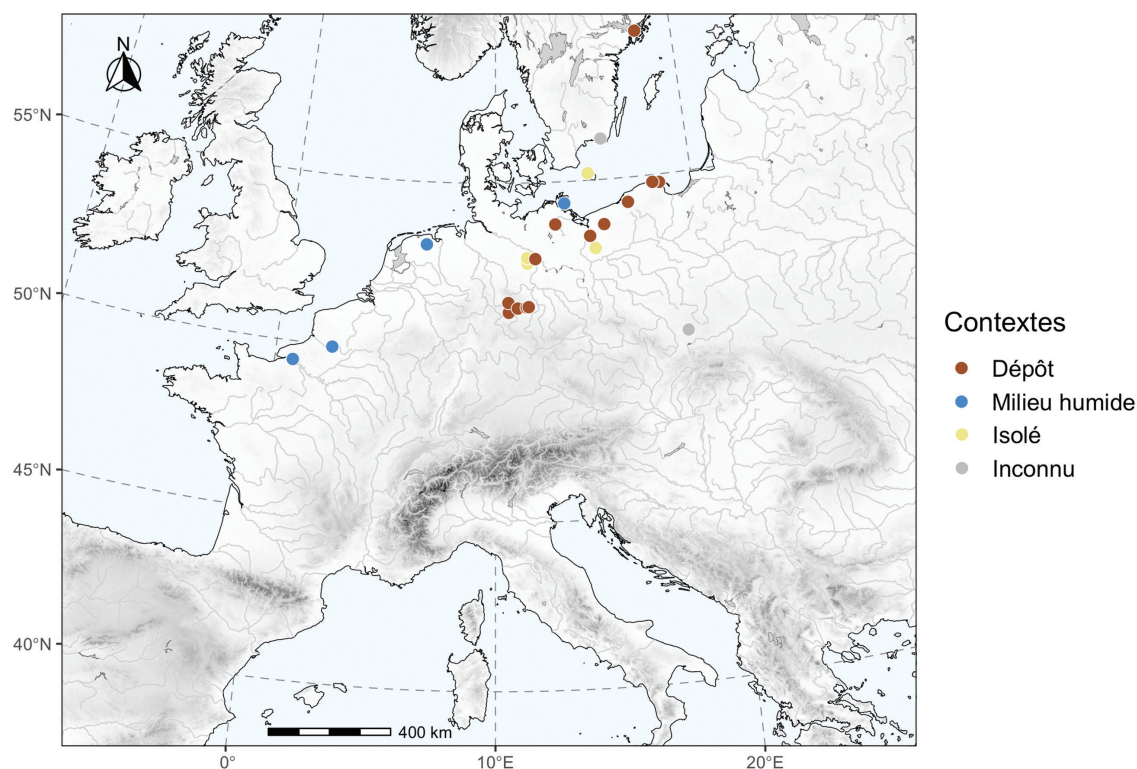 N
55°N
50°N
45°N
40°N
400 km
0°
10°E
20°E
Contextes
Dépôt
Milieu humide
Isolé
Inconnu